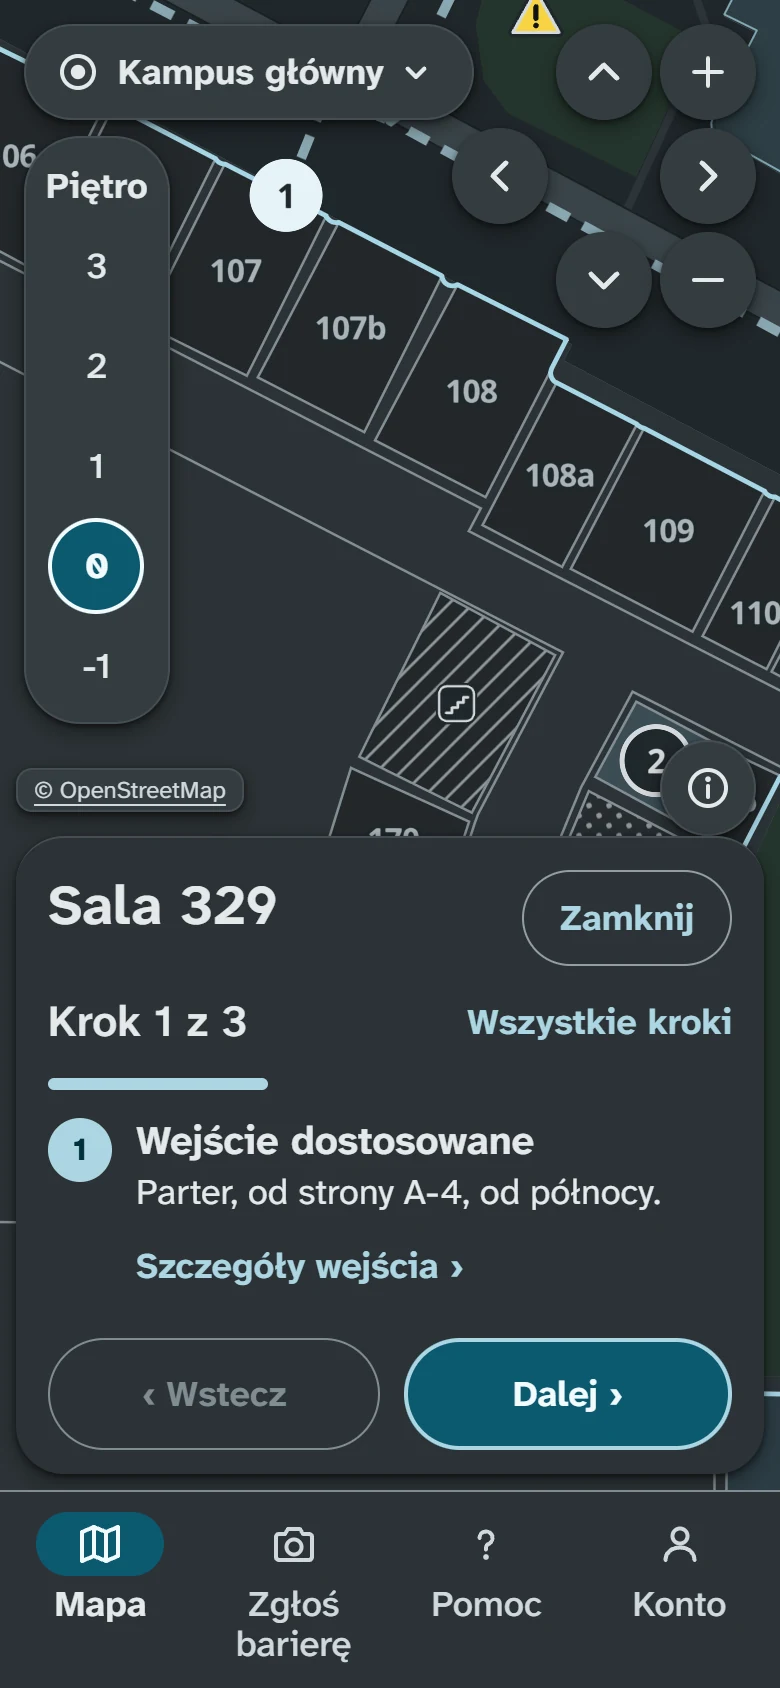 Kampus główny
06
Piętro
3
2
1
0
-1
1
107
107b
108
108a
109
110
2
© OpenStreetMap
170
Sala 329
Zamknij
Krok 1 z 3
Wszystkie kroki
1
Wejście dostosowane
Parter, od strony A-4, od północy.
Szczegóły wejścia ›
‹ Wstecz
Dalej ›
Mapa
Zgłoś
barierę
? Pomoc
Konto